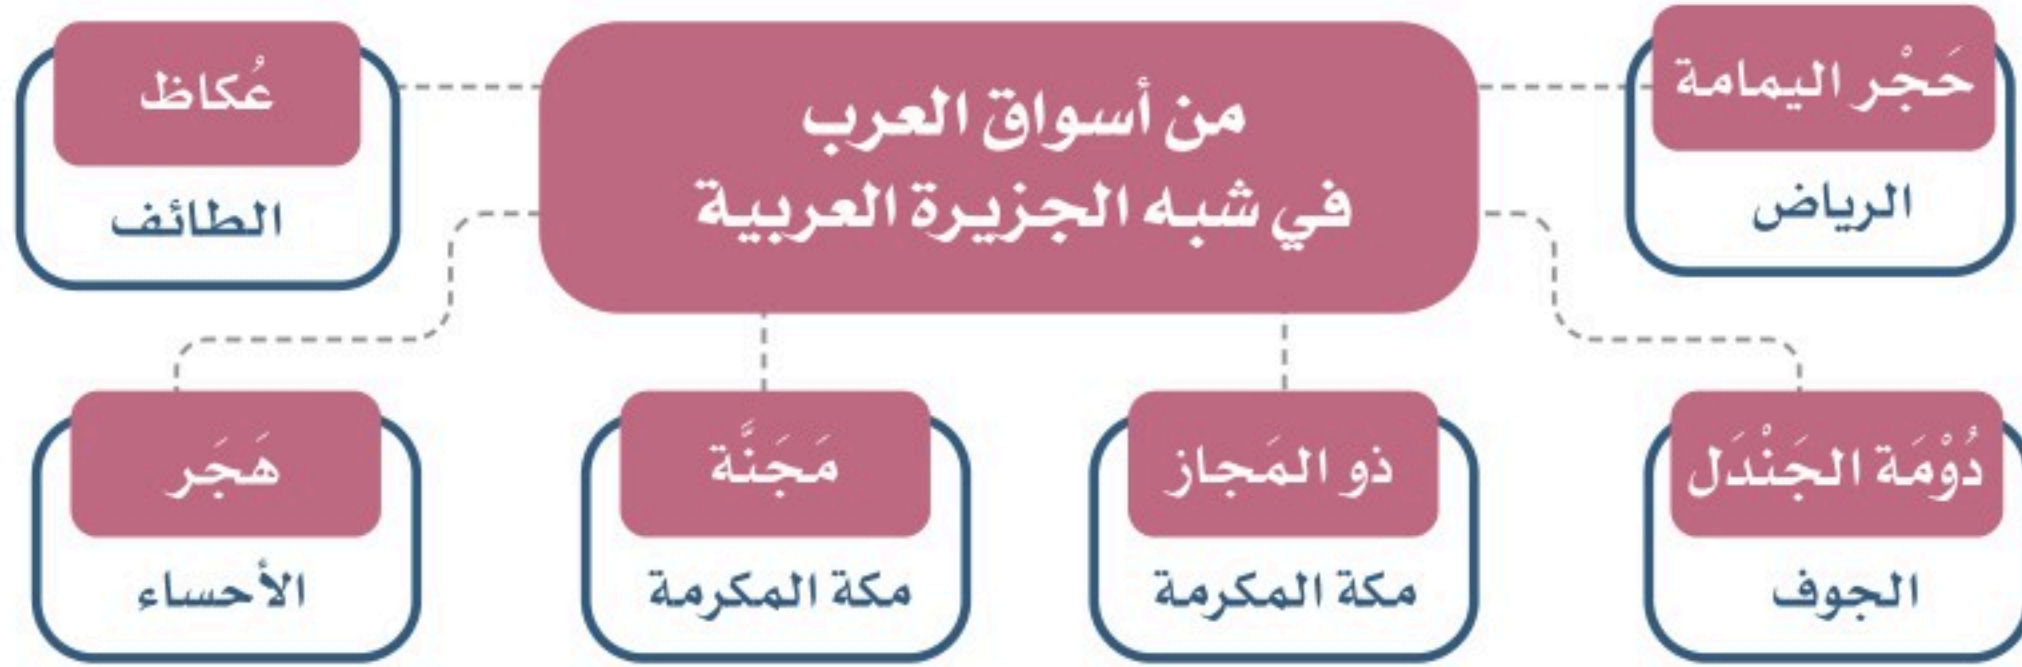 من أسواق العرب
في شبه الجزيرة العربية
حَجْر اليمامة
الرياض
عُكاظ
الطائف
دُوْمَة الجَنْدَل
الجوف
ذو المَجاز
مكة المكرمة
مَجَنَّة
مكة المكرمة
هَجَر
الأحساء